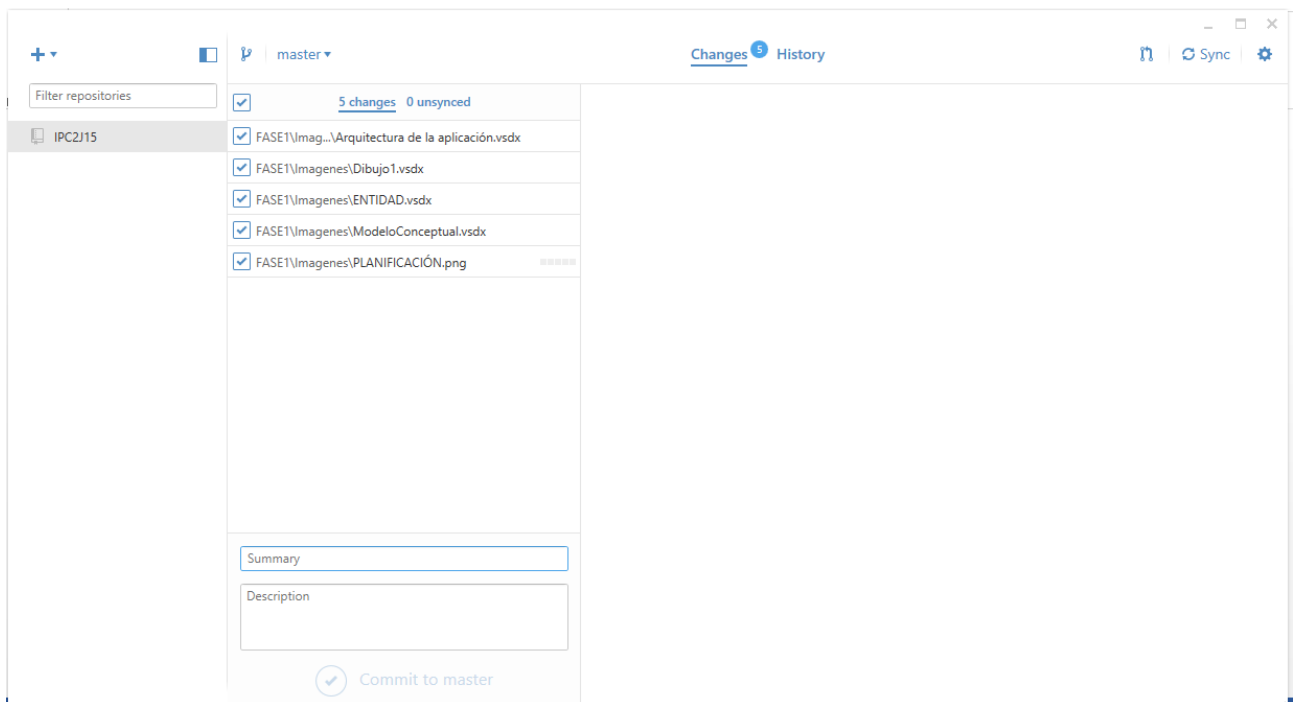 master
Changes 5 History
Sync
Filter repositories
5 changes 0 unsynced
IPC2J15
FASE1\Imag...\Arquitectura de la aplicación.vsdx
FASE1\Imagenes\Dibujo1.vsdx
FASE1\Imagenes\ENTIDAD.vsdx
FASE1\Imagenes\ModeloConceptual.vsdx
FASE1\Imagenes\PLANIFICACIÓN.png
Summary
Description
Commit to master